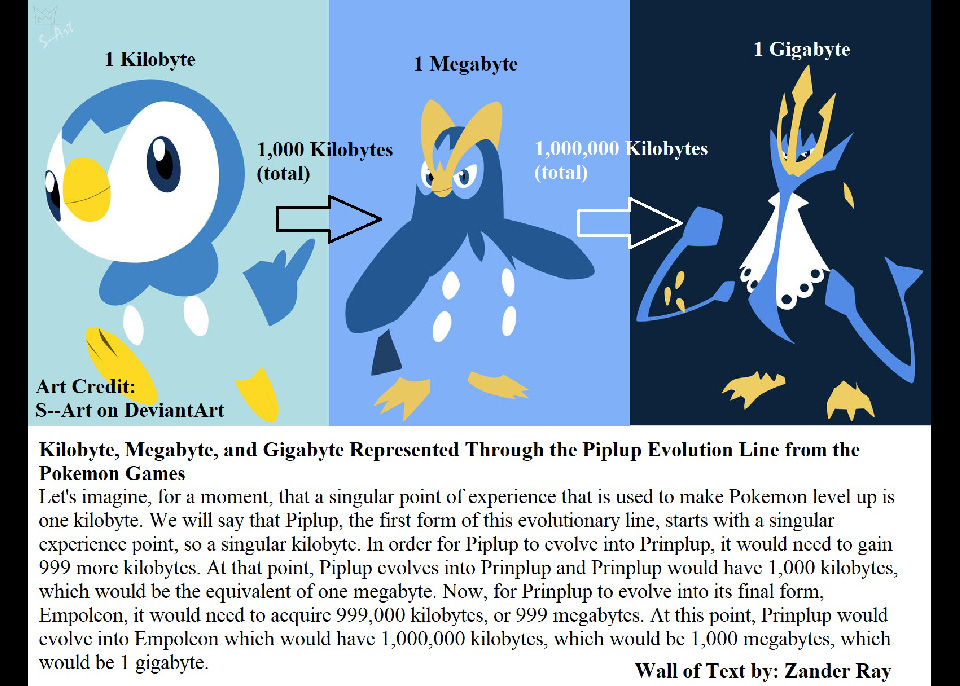 S--Art
1 Kilobyte
1 Megabyte
1 Gigabyte
1,000 Kilobytes
(total)
1,000,000 Kilobytes
(total)
Art Credit:
S--Art on DeviantArt
Kilobyte, Megabyte, and Gigabyte Represented Through the Piplup Evolution Line from the
Pokemon Games
Let's imagine, for a moment, that a singular point of experience that is used to make Pokemon level up is
one kilobyte. We will say that Piplup, the first form of this evolutionary line, starts with a singular
experience point, so a singular kilobyte. In order for Piplup to evolve into Prinplup, it would need to gain
999 more kilobytes. At that point, Piplup evolves into Prinplup and Prinplup would have 1,000 kilobytes,
which would be the equivalent of one megabyte. Now, for Prinplup to evolve into its final form,
Empoleon, it would need to acquire 999,000 kilobytes, or 999 megabytes. At this point, Prinplup would
evolve into Empoleon which would have 1,000,000 kilobytes, which would be 1,000 megabytes, which
would be 1 gigabyte.
Wall of Text by: Zander Ray